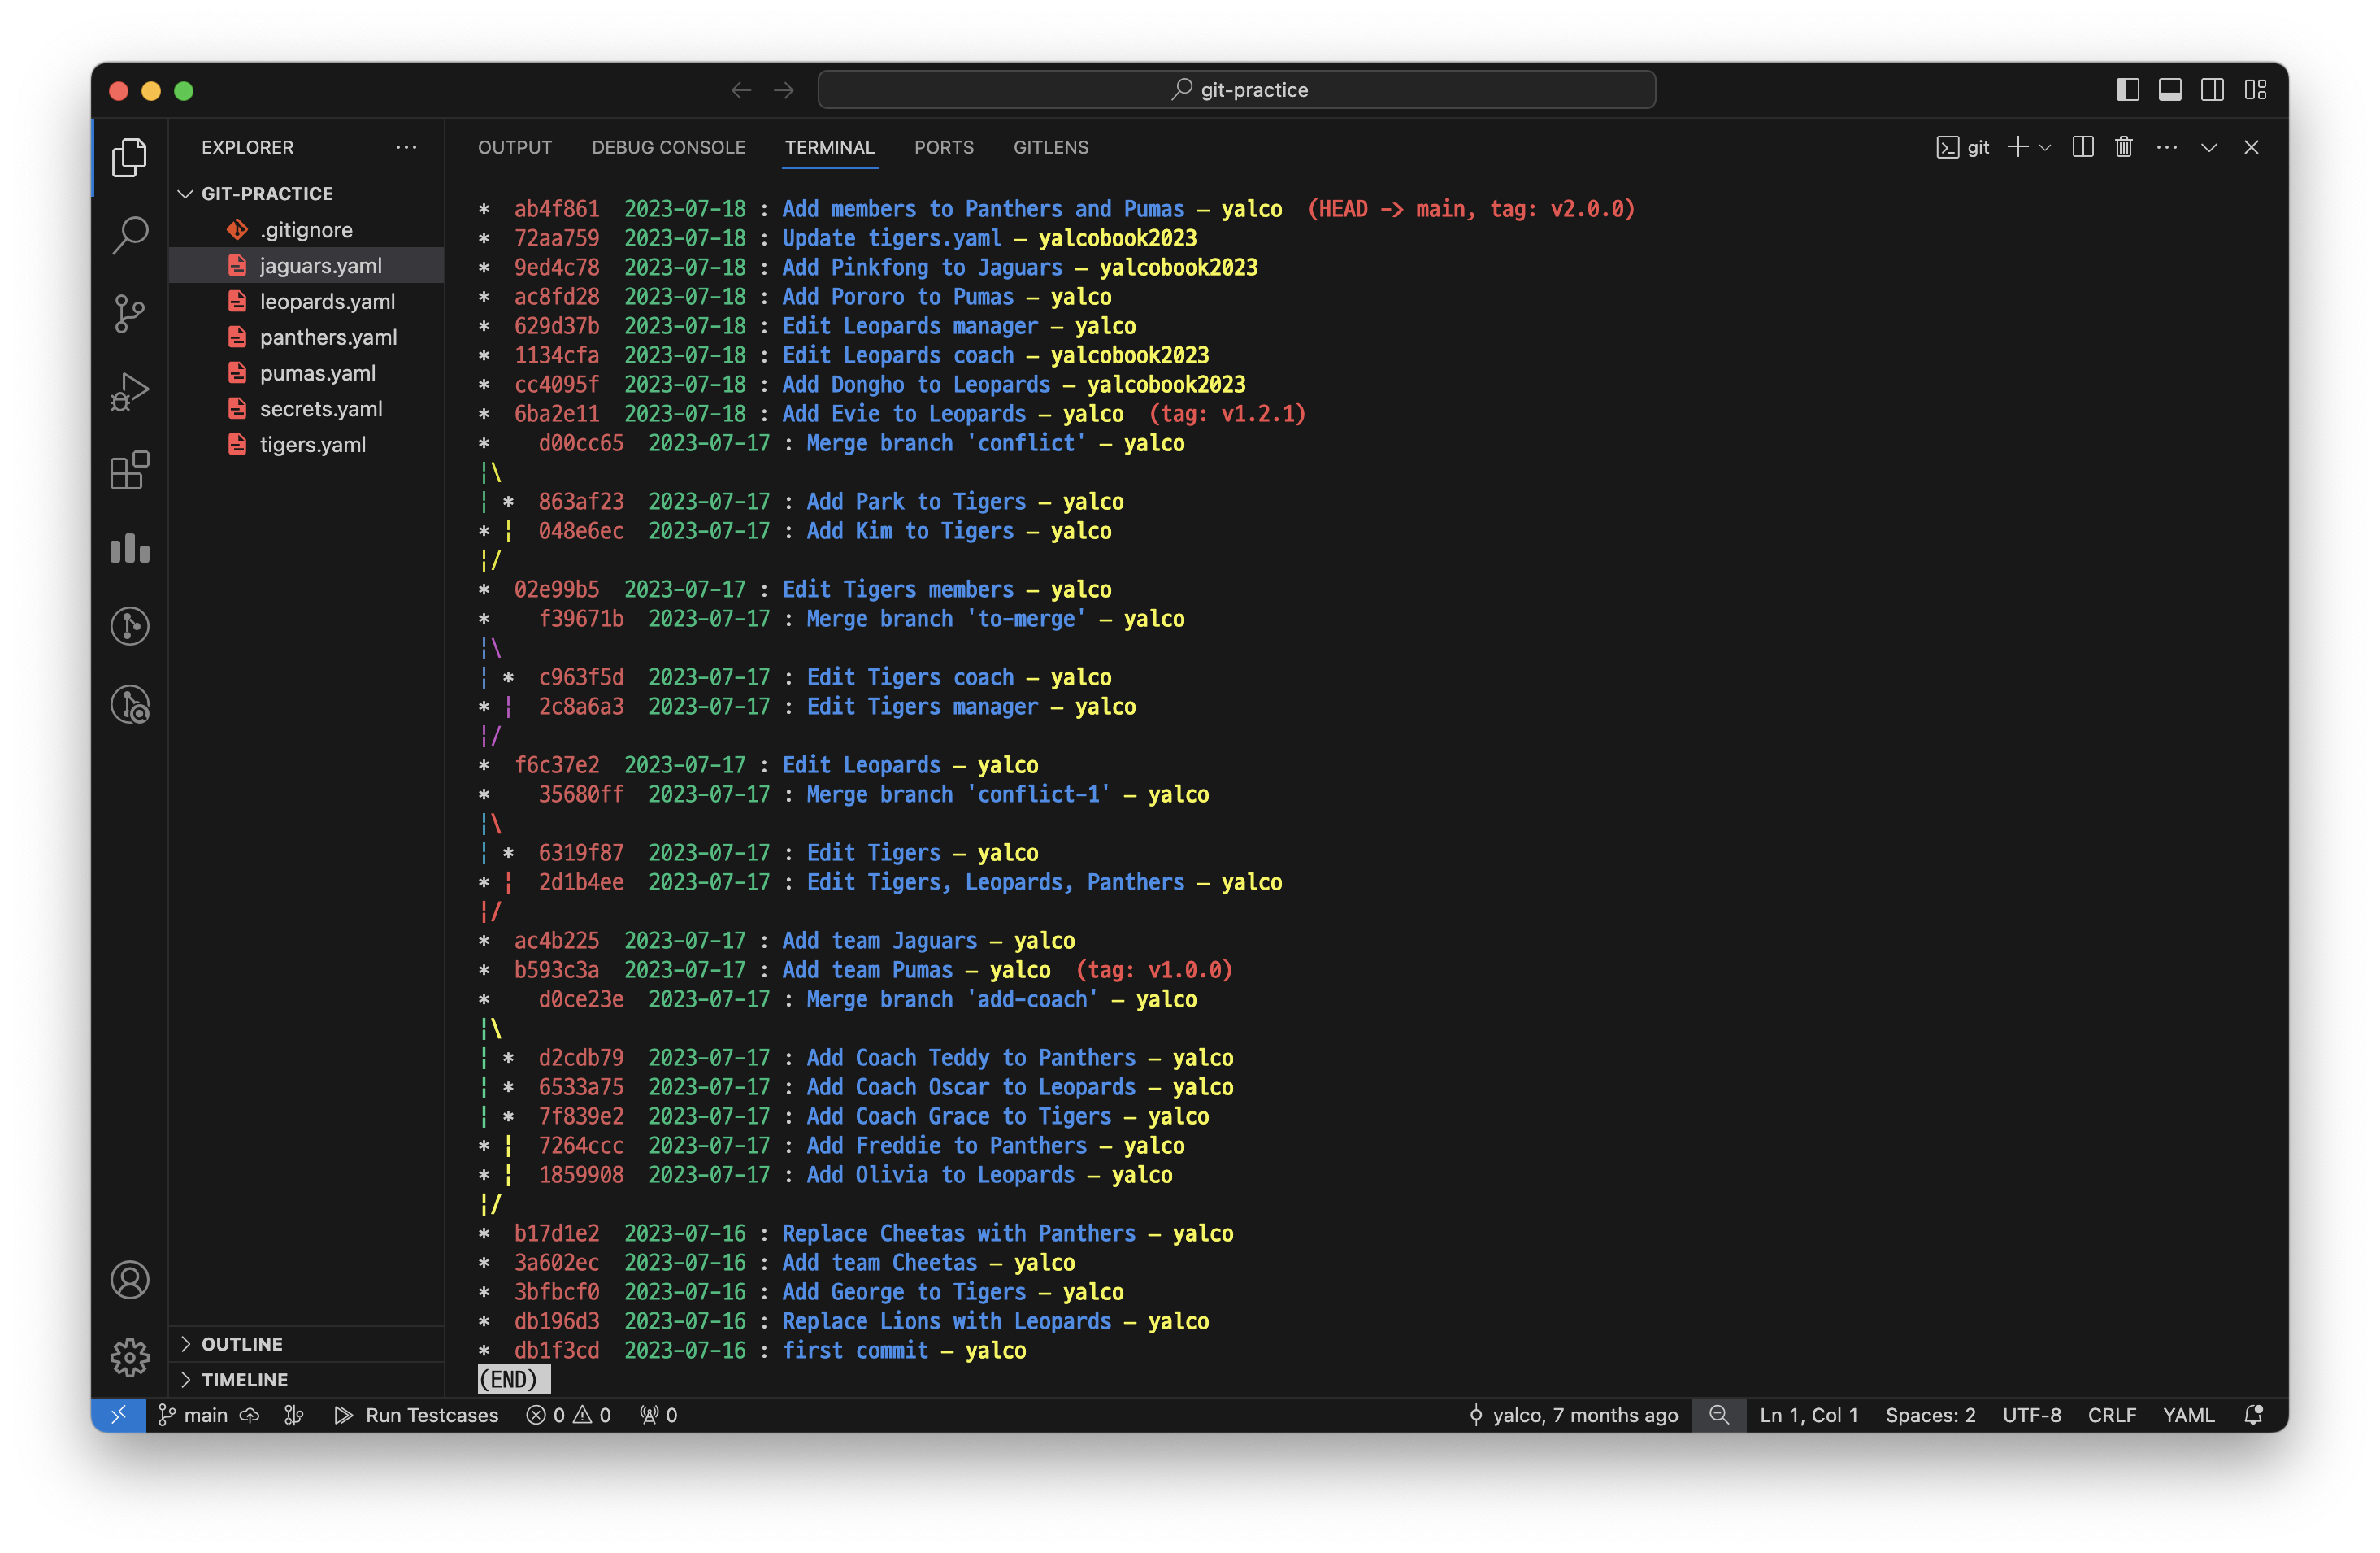 git-practice
EXPLORER
GIT-PRACTICE
.gitignore
jaguars.yaml
leopards.yaml
panthers.yaml
pumas.yaml
secrets.yaml
tigers.yaml
OUTLINE
TIMELINE
OUTPUT DEBUG CONSOLE TERMINAL PORTS GITLENS
git
* ab4f861 2023-07-18 : Add members to Panthers and Pumas — yalco (HEAD -> main, tag: v2.0.0)
* 72aa759 2023-07-18 : Update tigers.yaml — yalcobook2023
* 9ed4c78 2023-07-18 : Add Pinkfong to Jaguars — yalcobook2023
* ac8fd28 2023-07-18 : Add Pororo to Pumas — yalco
* 629d37b 2023-07-18 : Edit Leopards manager — yalco
* 1134cfa 2023-07-18 : Edit Leopards coach — yalcobook2023
* cc4095f 2023-07-18 : Add Dongho to Leopards — yalcobook2023
* 6ba2e11 2023-07-18 : Add Evie to Leopards — yalco (tag: v1.2.1)
*   d00cc65 2023-07-17 : Merge branch 'conflict' — yalco
¦\
¦ * 863af23 2023-07-17 : Add Park to Tigers — yalco
* ¦ 048e6ec 2023-07-17 : Add Kim to Tigers — yalco
¦/
* 02e99b5 2023-07-17 : Edit Tigers members — yalco
*   f39671b 2023-07-17 : Merge branch 'to-merge' — yalco
¦\
¦ * c963f5d 2023-07-17 : Edit Tigers coach — yalco
* ¦ 2c8a6a3 2023-07-17 : Edit Tigers manager — yalco
¦/
* f6c37e2 2023-07-17 : Edit Leopards — yalco
*   35680ff 2023-07-17 : Merge branch 'conflict-1' — yalco
¦\
¦ * 6319f87 2023-07-17 : Edit Tigers — yalco
* ¦ 2d1b4ee 2023-07-17 : Edit Tigers, Leopards, Panthers — yalco
¦/
* ac4b225 2023-07-17 : Add team Jaguars — yalco
* b593c3a 2023-07-17 : Add team Pumas — yalco (tag: v1.0.0)
*   d0ce23e 2023-07-17 : Merge branch 'add-coach' — yalco
¦\
¦ * d2cdb79 2023-07-17 : Add Coach Teddy to Panthers — yalco
¦ * 6533a75 2023-07-17 : Add Coach Oscar to Leopards — yalco
¦ * 7f839e2 2023-07-17 : Add Coach Grace to Tigers — yalco
* ¦ 7264ccc 2023-07-17 : Add Freddie to Panthers — yalco
* ¦ 1859908 2023-07-17 : Add Olivia to Leopards — yalco
¦/
* b17d1e2 2023-07-16 : Replace Cheetas with Panthers — yalco
* 3a602ec 2023-07-16 : Add team Cheetas — yalco
* 3bfbcf0 2023-07-16 : Add George to Tigers — yalco
* db196d3 2023-07-16 : Replace Lions with Leopards — yalco
* db1f3cd 2023-07-16 : first commit — yalco
(END)
main Run Testcases 0 0 0 yalco, 7 months ago Ln 1, Col 1 Spaces: 2 UTF-8 CRLF YAML